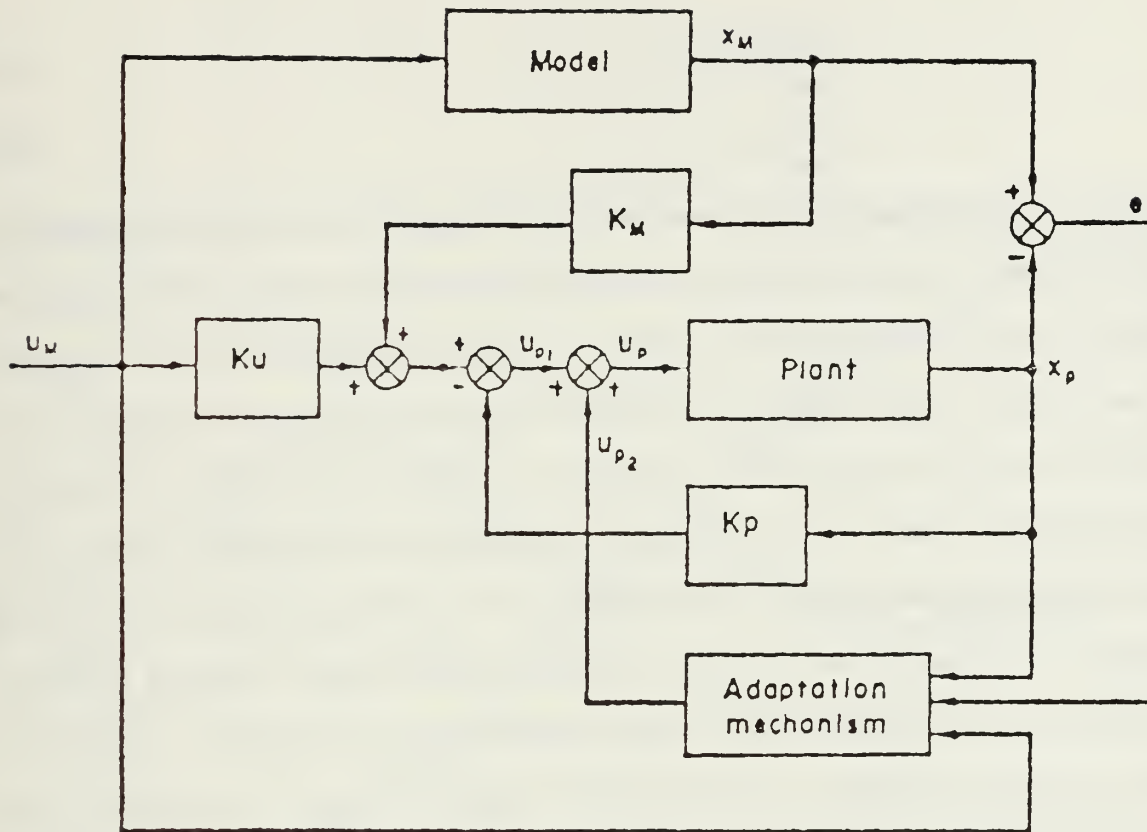 Model
x_M
K_M
+
-
e
U_M
Ku
+
+
+
-
U_p1
+
+
U_p
Plant
x_p
U_p2
Kp
Adaptation
mechanism